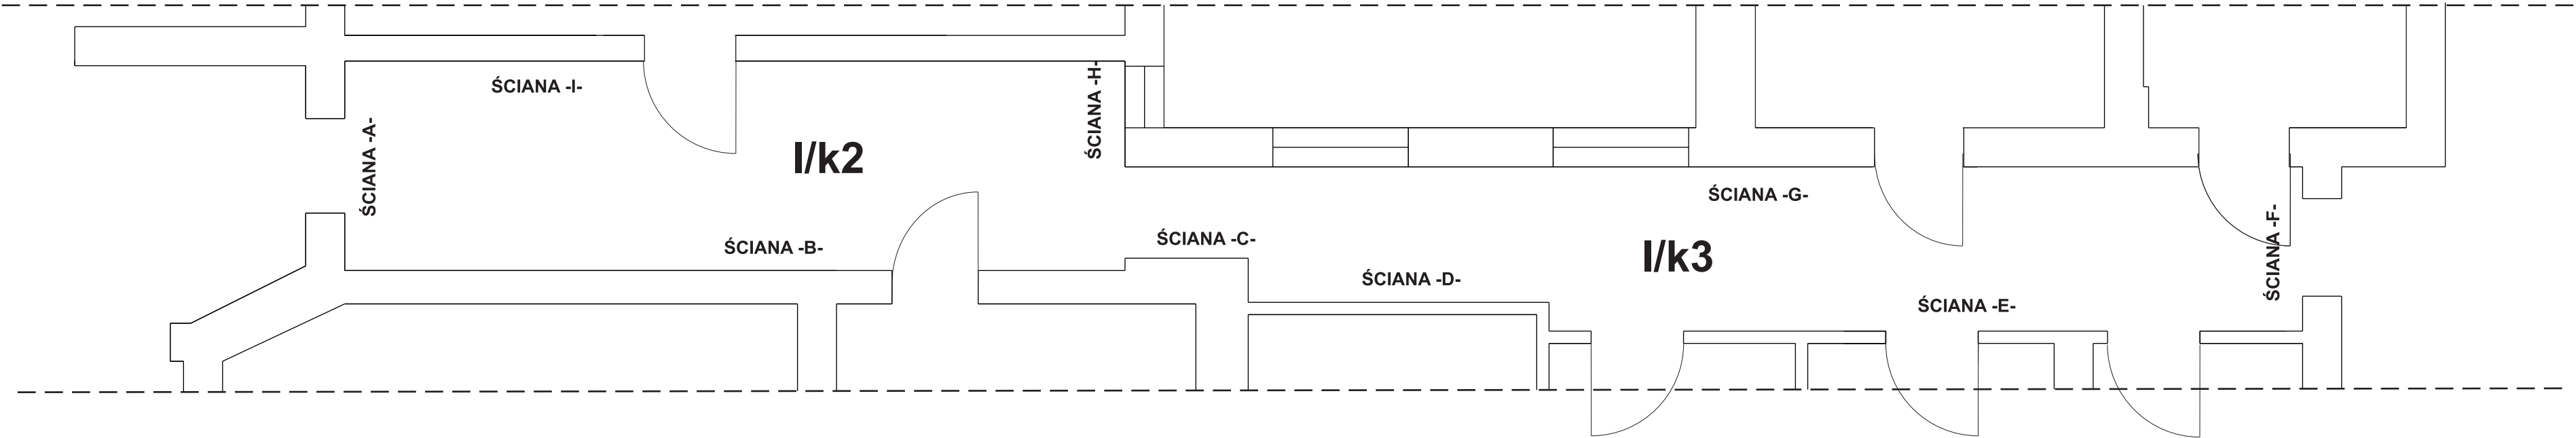 ŚCIANA -I-
ŚCIANA -H-
ŚCIANA -A-
I/k2
ŚCIANA -G-
ŚCIANA -B-
ŚCIANA -C-
I/k3
ŚCIANA -F-
ŚCIANA -D-
ŚCIANA -E-